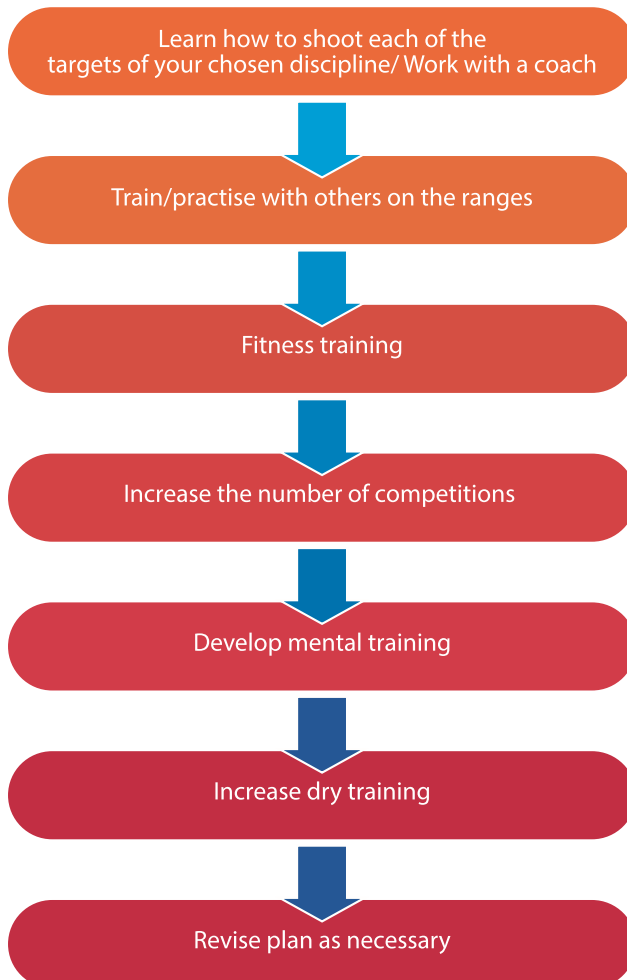 Learn how to shoot each of the
targets of your chosen discipline/ Work with a coach
Train/practise with others on the ranges
Fitness training
Increase the number of competitions
Develop mental training
Increase dry training
Revise plan as necessary